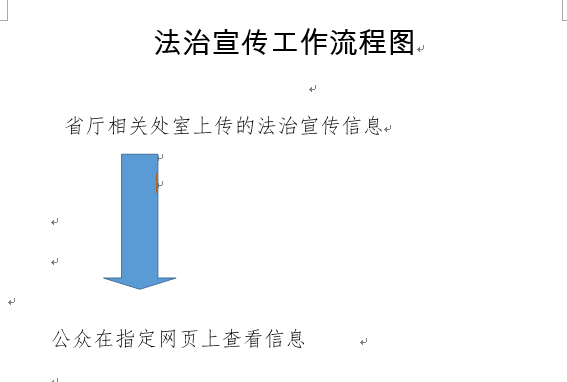 法治宣传工作流程图
省厅相关处室上传的法治宣传信息
公众在指定网页上查看信息